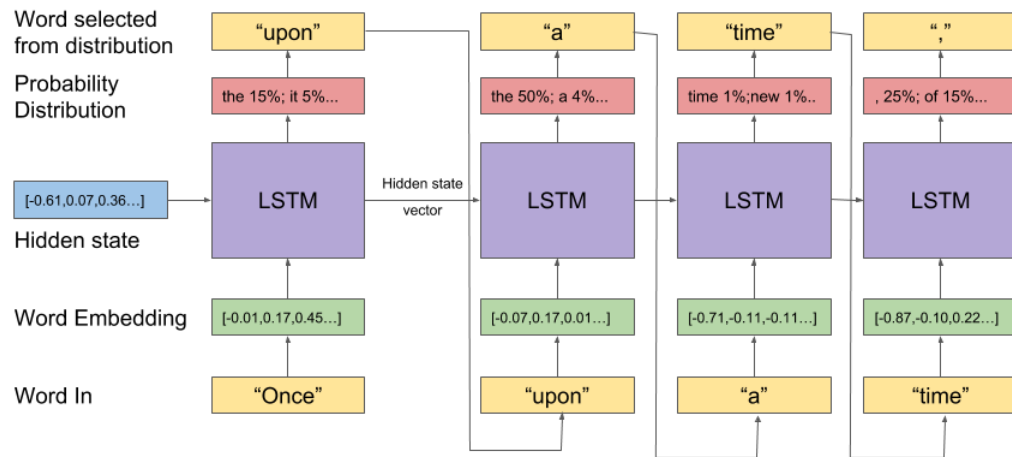 Word selected
from distribution
“upon”
“a”
“time”
“,”
Probability
Distribution
the 15%; it 5%...
the 50%; a 4%...
time 1%;new 1%..
, 25%; of 15%...
[-0.61,0.07,0.36…]
Hidden state
LSTM
Hidden state
vector
LSTM
LSTM
LSTM
Word Embedding
[-0.01,0.17,0.45…]
[-0.07,0.17,0.01…]
[-0.71,-0.11,-0.11…]
[-0.87,-0.10,0.22…]
Word In
“Once”
“upon”
“a”
“time”